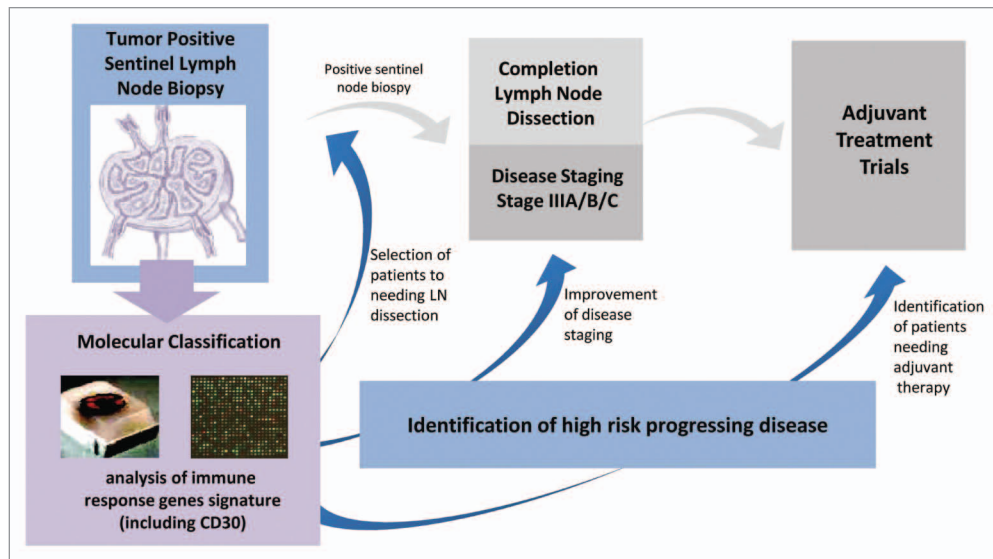 Tumor Positive
Sentinel Lymph
Node Biopsy
Positive sentinel
node biospy
Completion
Lymph Node
Dissection
Disease Staging
Stage IIIA/B/C
Adjuvant
Treatment
Trials
Selection of
patients to
needing LN
dissection
Improvement
of disease
staging
Identification
of patients
needing
adjuvant
therapy
Molecular Classification
analysis of immune
response genes signature
(including CD30)
Identification of high risk progressing disease